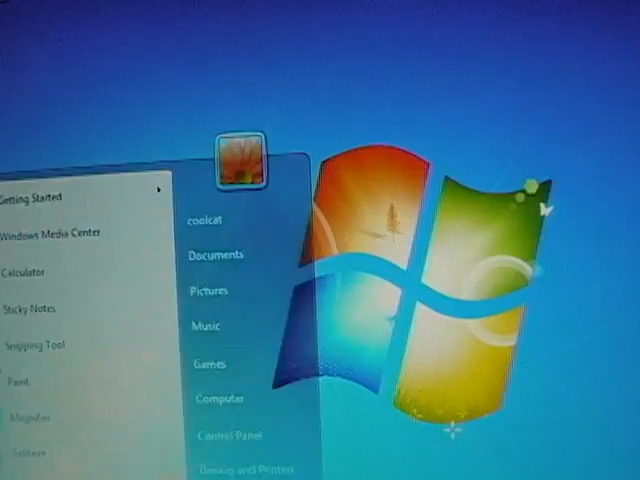 Getting Started
Windows Media Center
Calculator
Sticky Notes
Snipping Tool
Paint
Magnifier
Solitaire
coolcat
Documents
Pictures
Music
Games
Computer
Control Panel
Devices and Printers